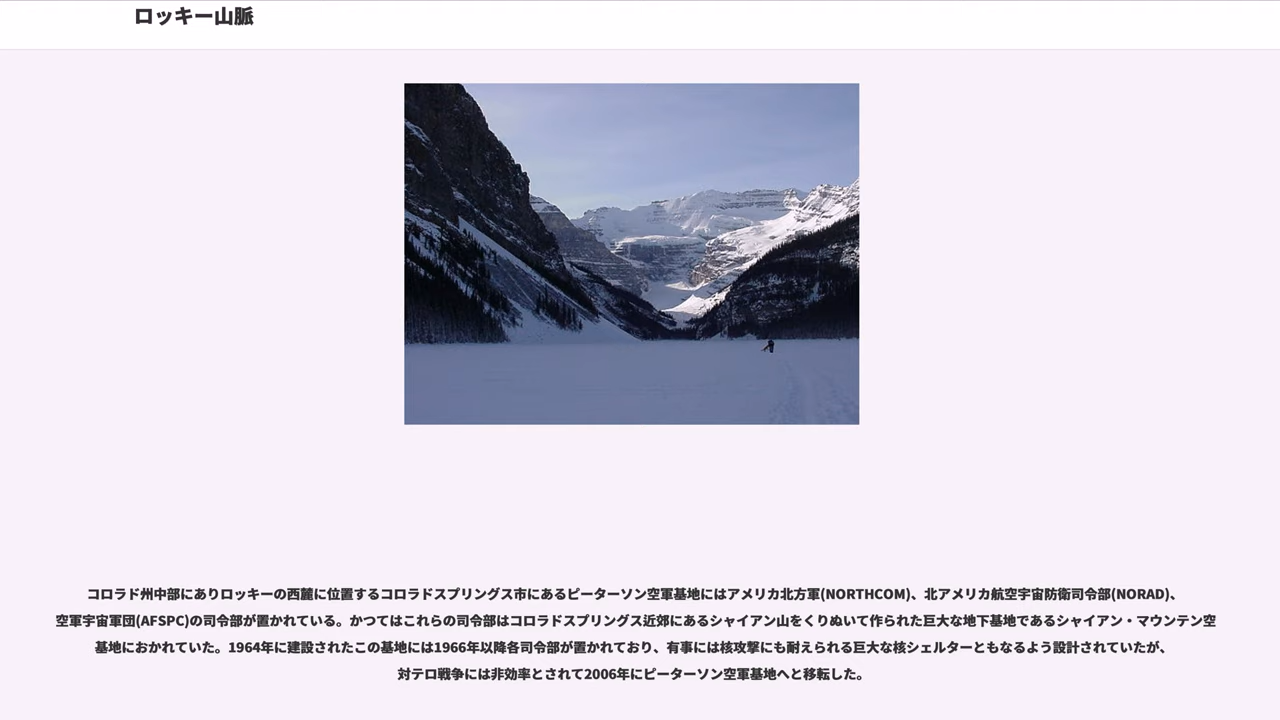 ロッキー山脈
コロラド州中部にありロッキーの西麓に位置するコロラドスプリングス市にあるピーターソン空軍基地にはアメリカ北方軍(NORTHCOM)、北アメリカ航空宇宙防衛司令部(NORAD)、
空軍宇宙軍団(AFSPC)の司令部が置かれている。かつてはこれらの司令部はコロラドスプリングス近郊にあるシャイアン山をくりぬいて作られた巨大な地下基地であるシャイアン・マウンテン空
基地におかれていた。1964年に建設されたこの基地には1966年以降各司令部が置かれており、有事には核攻撃にも耐えられる巨大な核シェルターともなるよう設計されていたが、
対テロ戦争には非効率とされて2006年にピーターソン空軍基地へと移転した。